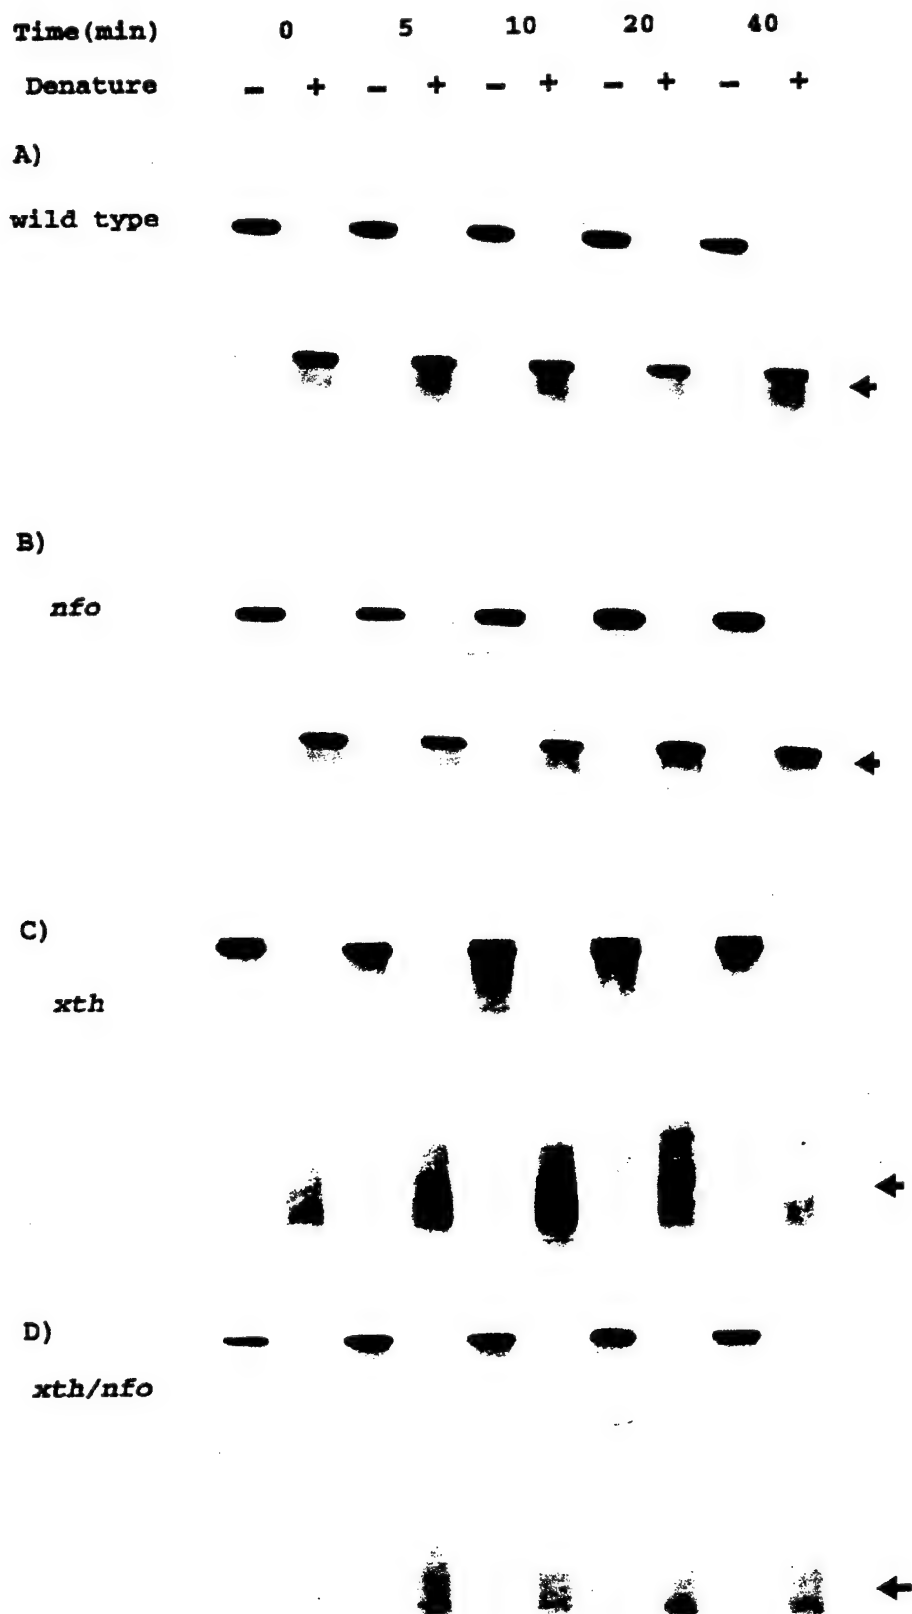 Time(min) 0 5 10 20 40
Denature - + - + - + - + - +
A)
wild type
B)
nfo
C)
xth
D)
xth/nfo